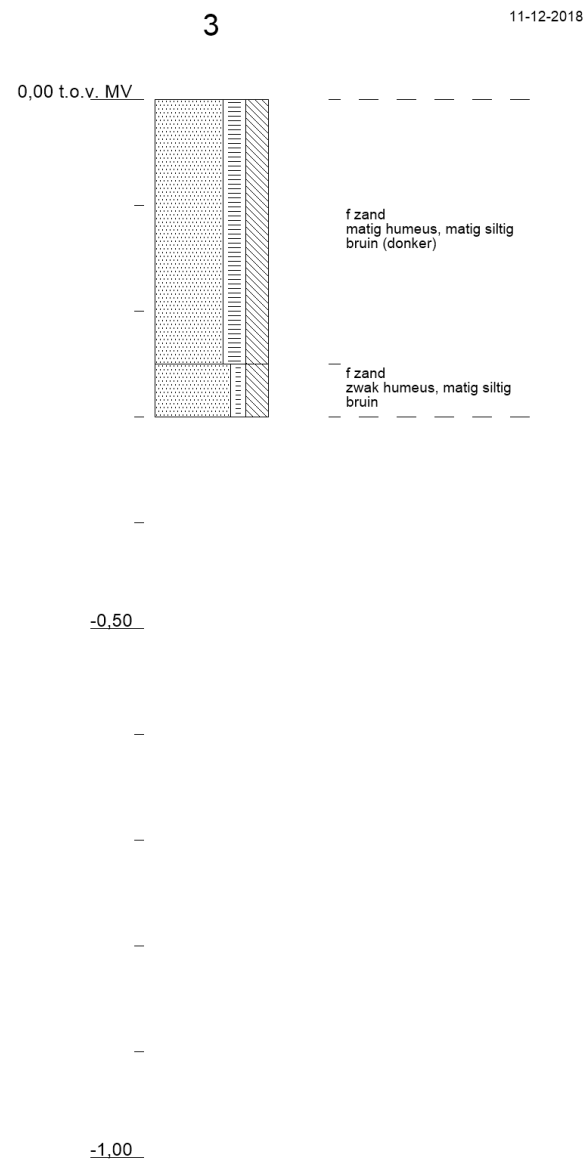 3
11-12-2018
0,00 t.o.v. MV
f zand
matig humeus, matig siltig
bruin (donker)
f zand
zwak humeus, matig siltig
bruin
-0,50
-1,00